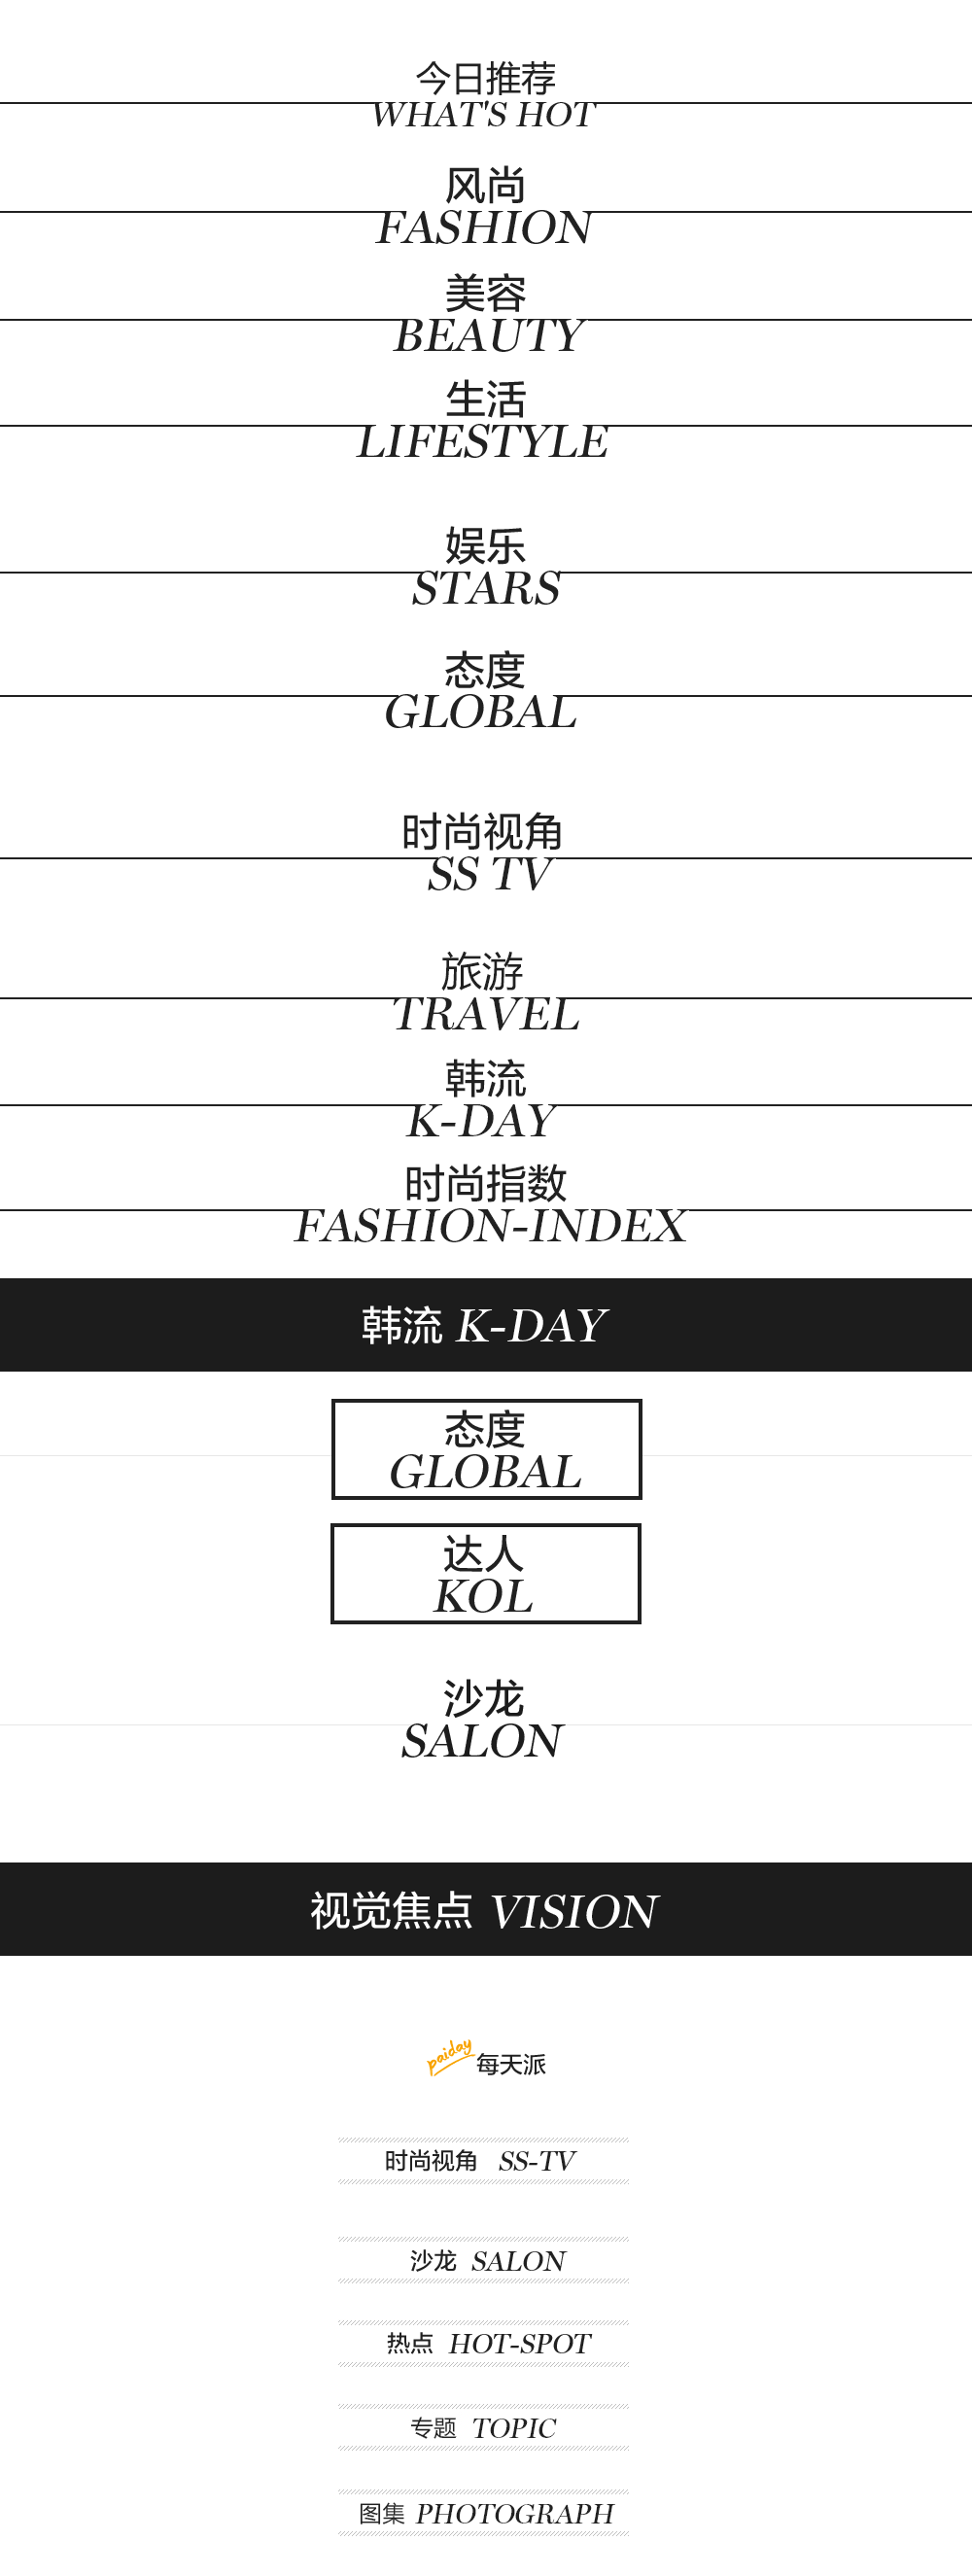 今日推荐
WHAT'S HOT
风尚
FASHION
美容
BEAUTY
生活
LIFESTYLE
娱乐
STARS
态度
GLOBAL
时尚视角
SS TV
旅游
TRAVEL
韩流
K-DAY
时尚指数
FASHION-INDEX
韩流 K-DAY
态度
GLOBAL
达人
KOL
沙龙
SALON
视觉焦点 VISION
paiday 每天派
时尚视角 SS-TV
沙龙 SALON
热点 HOT-SPOT
专题 TOPIC
图集 PHOTOGRAPH